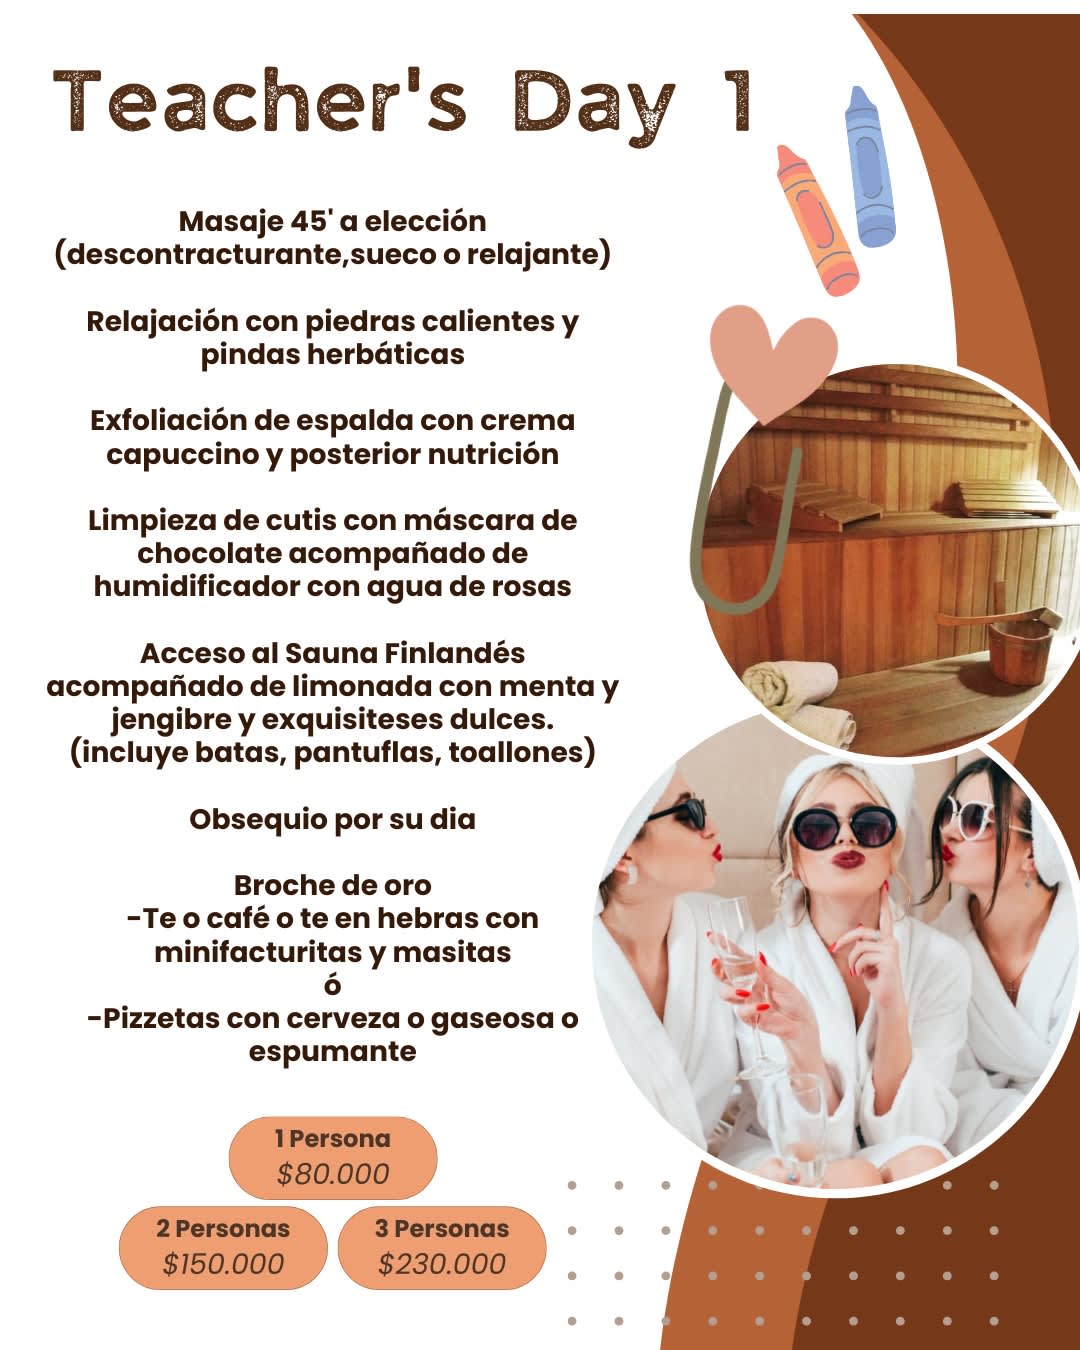 Teacher's Day 1
Masaje 45' a elección
(descontracturante,sueco o relajante)
Relajación con piedras calientes y
pindas herbáticas
Exfoliación de espalda con crema
capuccino y posterior nutrición
Limpieza de cutis con máscara de
chocolate acompañado de
humidificador con agua de rosas
Acceso al Sauna Finlandés
acompañado de limonada con menta y
jengibre y exquisiteses dulces.
(incluye batas, pantuflas, toallones)
Obsequio por su dia
Broche de oro
-Te o café o te en hebras con
minifacturitas y masitas
ó
-Pizzetas con cerveza o gaseosa o
espumante
1 Persona
$80.000
2 Personas
$150.000
3 Personas
$230.000